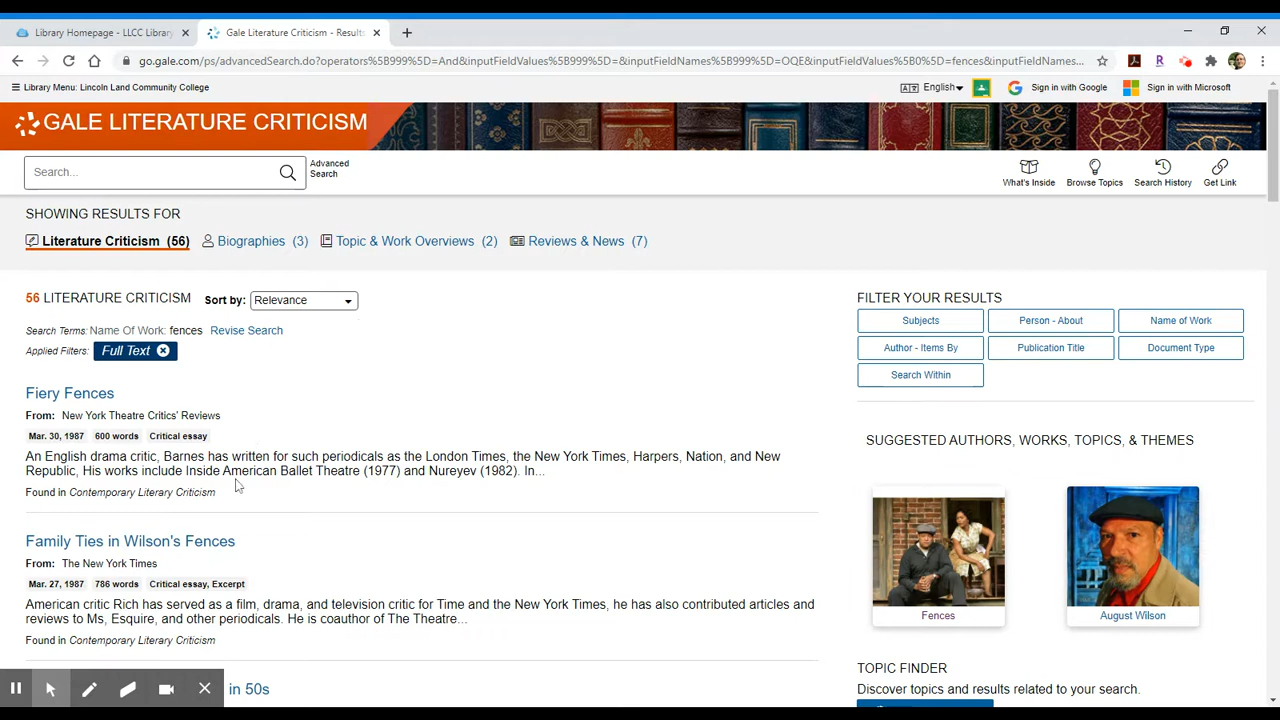 Library Homepage - LLCC Library
Gale Literature Criticism - Results
go.gale.com/ps/advancedSearch.do?operators%5B999%5D=And&inputFieldValues%5B999%5D=&inputFieldNames%5B999%5D=OQE&inputFieldValues%5B0%5D=fences&inputFieldNames...
Library Menu: Lincoln Land Community College
English
Sign in with Google
Sign in with Microsoft
GALE LITERATURE CRITICISM
Search...
Advanced
Search
What's Inside
Browse Topics
Search History
Get Link
SHOWING RESULTS FOR
Literature Criticism (56)
Biographies (3)
Topic & Work Overviews (2)
Reviews & News (7)
56 LITERATURE CRITICISM
Sort by:
Relevance
Search Terms: Name Of Work: fences Revise Search
Applied Filters: Full Text
Fiery Fences
From: New York Theatre Critics' Reviews
Mar. 30, 1987 600 words Critical essay
An English drama critic, Barnes has written for such periodicals as the London Times, the New York Times, Harpers, Nation, and New
Republic, His works include Inside American Ballet Theatre (1977) and Nureyev (1982). In...
Found in Contemporary Literary Criticism
Family Ties in Wilson's Fences
From: The New York Times
Mar. 27, 1987 786 words Critical essay, Excerpt
American critic Rich has served as a film, drama, and television critic for Time and the New York Times, he has also contributed articles and
reviews to Ms, Esquire, and other periodicals. He is coauthor of TheTheater...
Found in Contemporary Literary Criticism
in 50s
FILTER YOUR RESULTS
Subjects
Person - About
Name of Work
Author - Items By
Publication Title
Document Type
Search Within
SUGGESTED AUTHORS, WORKS, TOPICS, & THEMES
Fences
August Wilson
TOPIC FINDER
Discover topics and results related to your search.